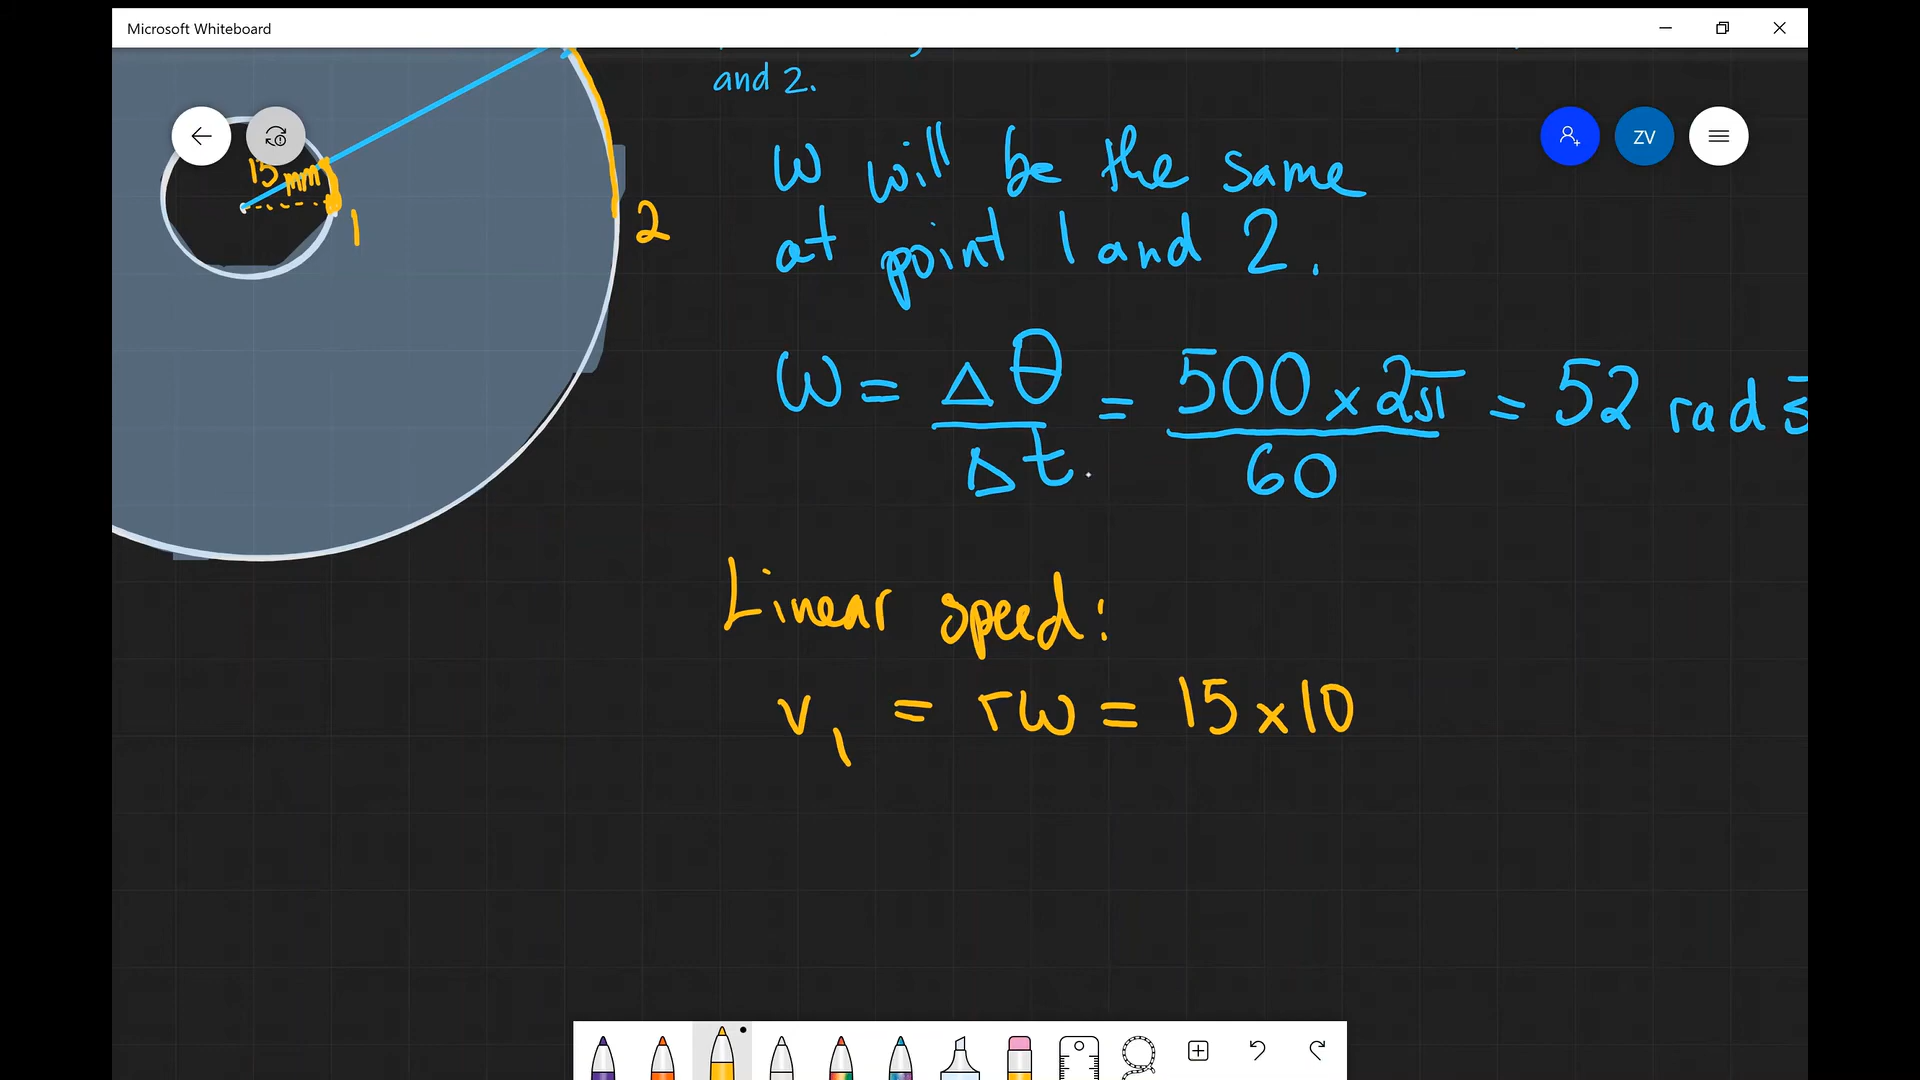 Microsoft Whiteboard
and 2.
ZV
15 mm
1
2
ω will be the same
at point 1 and 2.
ω = Δθ/Δt = 500 × 2π/60 = 52 rad s
Linear speed:
v₁ = rω = 15 × 10